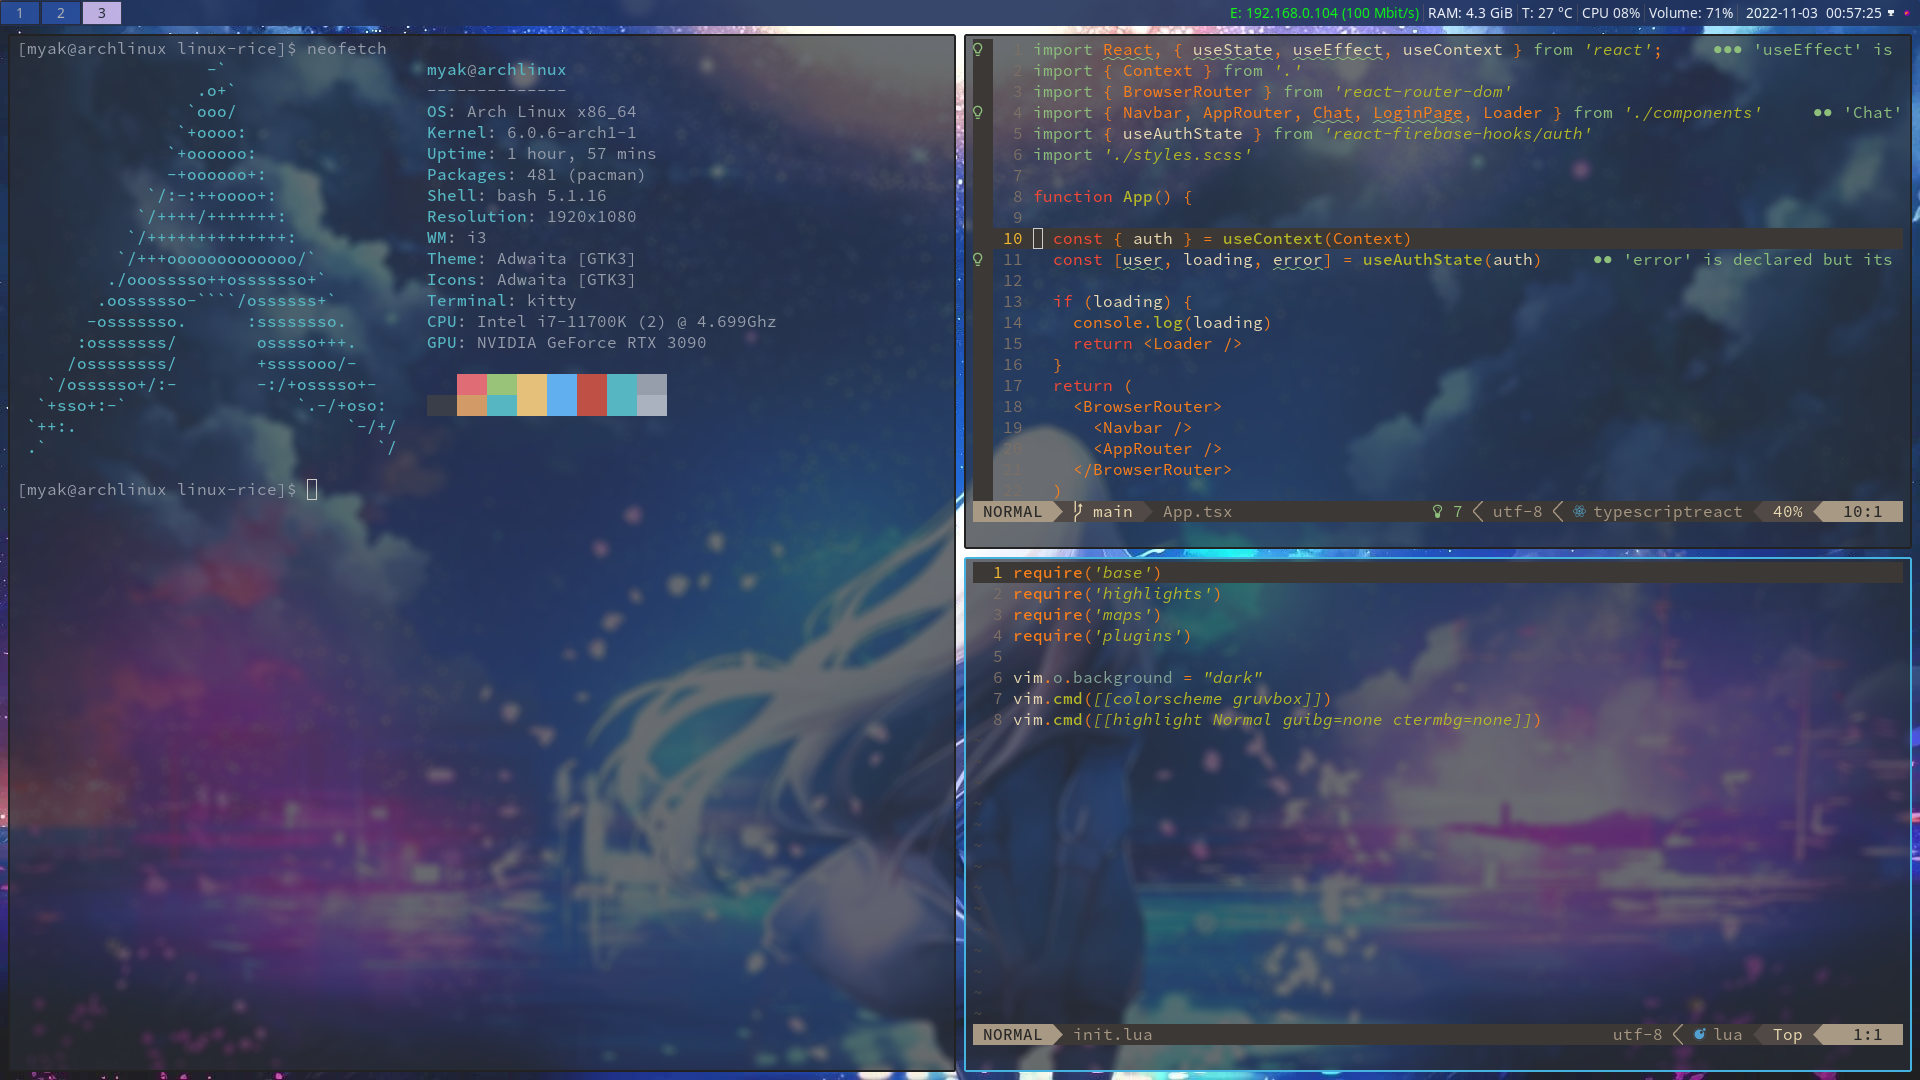 1 2 3
E: 192.168.0.104 (100 Mbit/s) RAM: 4.3 GiB T: 27 °C CPU 08% Volume: 71% 2022-11-03 00:57:25
[myak@archlinux linux-rice]$ neofetch
-`
.o+`
`ooo/
`+oooo:
`+oooooo:
-+oooooo+:
`/:-:++oooo+:
`/++++/+++++++:
`/++++++++++++++:
`/+++ooooooooooooo/`
./ooosssso++osssssso+`
.oossssso-````/ossssss+`
-osssssso. :ssssssso.
:osssssss/ osssso+++.
/ossssssss/ +ssssooo/-
`/ossssso+/:- -:/+osssso+-
`+sso+:-` `.-/+oso:
`++:. `-/+/
.` `/
myak@archlinux
--------------
OS: Arch Linux x86_64
Kernel: 6.0.6-arch1-1
Uptime: 1 hour, 57 mins
Packages: 481 (pacman)
Shell: bash 5.1.16
Resolution: 1920x1080
WM: i3
Theme: Adwaita [GTK3]
Icons: Adwaita [GTK3]
Terminal: kitty
CPU: Intel i7-11700K (2) @ 4.699Ghz
GPU: NVIDIA GeForce RTX 3090
[myak@archlinux linux-rice]$
import React, { useState, useEffect, useContext } from 'react'; ●●● 'useEffect' is
2 import { Context } from '.'
3 import { BrowserRouter } from 'react-router-dom'
4 import { Navbar, AppRouter, Chat, LoginPage, Loader } from './components' ●● 'Chat'
5 import { useAuthState } from 'react-firebase-hooks/auth'
6 import './styles.scss'
7
8 function App() {
9
10 const { auth } = useContext(Context)
11 const [user, loading, error] = useAuthState(auth) ●● 'error' is declared but its
12
13 if (loading) {
14 console.log(loading)
15 return <Loader />
16 }
17 return (
18 <BrowserRouter>
19 <Navbar />
20 <AppRouter />
21 </BrowserRouter>
22 )
NORMAL main App.tsx 7 utf-8 typescriptreact 40% 10:1
1 require('base')
2 require('highlights')
3 require('maps')
4 require('plugins')
5
6 vim.o.background = "dark"
7 vim.cmd([[colorscheme gruvbox]])
8 vim.cmd([[highlight Normal guibg=none ctermbg=none]])
~
~
~
~
~
~
~
~
~
~
~
NORMAL init.lua utf-8 lua Top 1:1